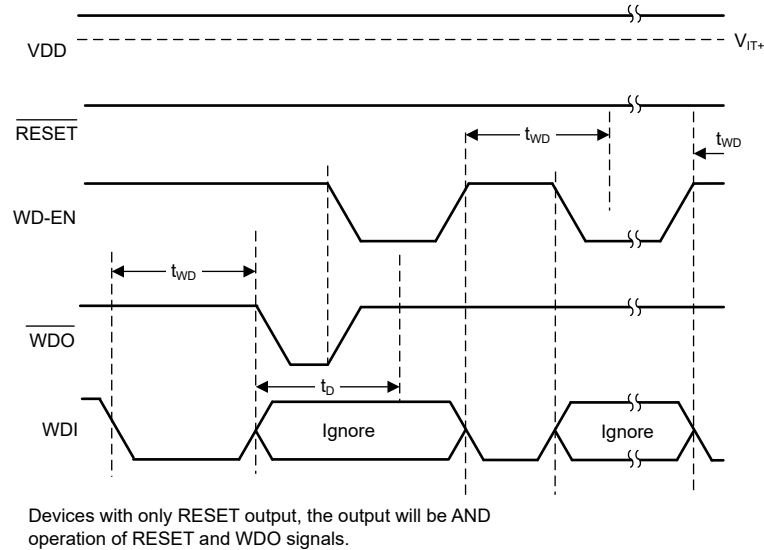 VDD
V_IT+
RESET
t_WD
t_WD
WD-EN
t_WD
WDO
t_D
WDI
Ignore
Ignore
Devices with only RESET output, the output will be AND
operation of RESET and WDO signals.